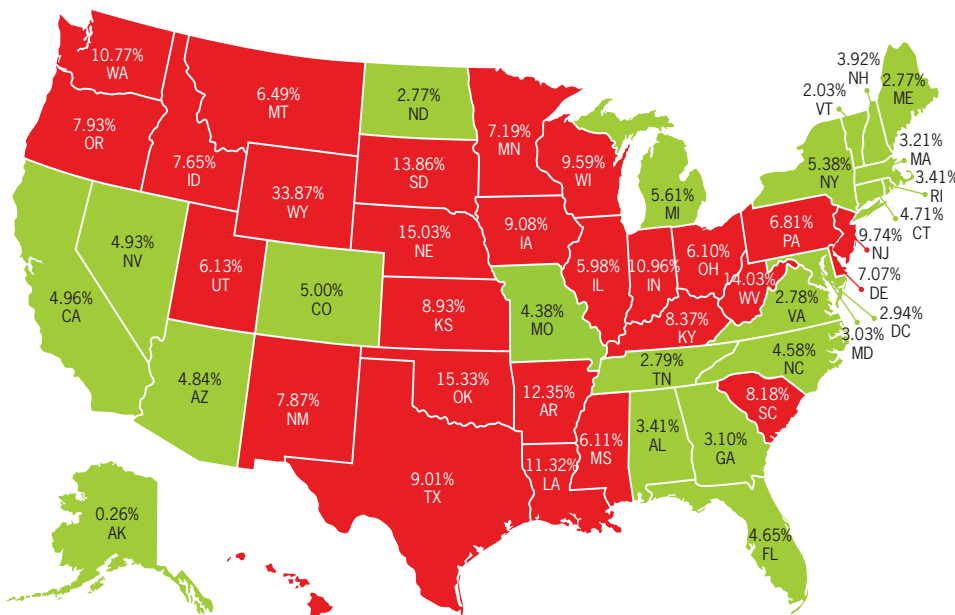 10.77%
WA
7.93%
OR
7.65%
ID
6.49%
MT
33.87%
WY
4.93%
NV
4.96%
CA
6.13%
UT
5.00%
CO
4.84%
AZ
7.87%
NM
2.77%
ND
13.86%
SD
15.03%
NE
8.93%
KS
15.33%
OK
9.01%
TX
7.19%
MN
9.08%
IA
4.38%
MO
12.35%
AR
11.32%
LA
9.59%
WI
5.98%
IL
5.61%
MI
10.96%
IN
6.10%
OH
8.37%
KY
2.79%
TN
6.11%
MS
3.41%
AL
3.10%
GA
4.65%
FL
8.18%
SC
4.58%
NC
2.78%
VA
14.03%
WV
6.81%
PA
5.38%
NY
2.03%
VT
3.92%
NH
2.77%
ME
3.21%
MA
3.41%
RI
4.71%
CT
9.74%
NJ
7.07%
DE
2.94%
DC
3.03%
MD
0.26%
AK